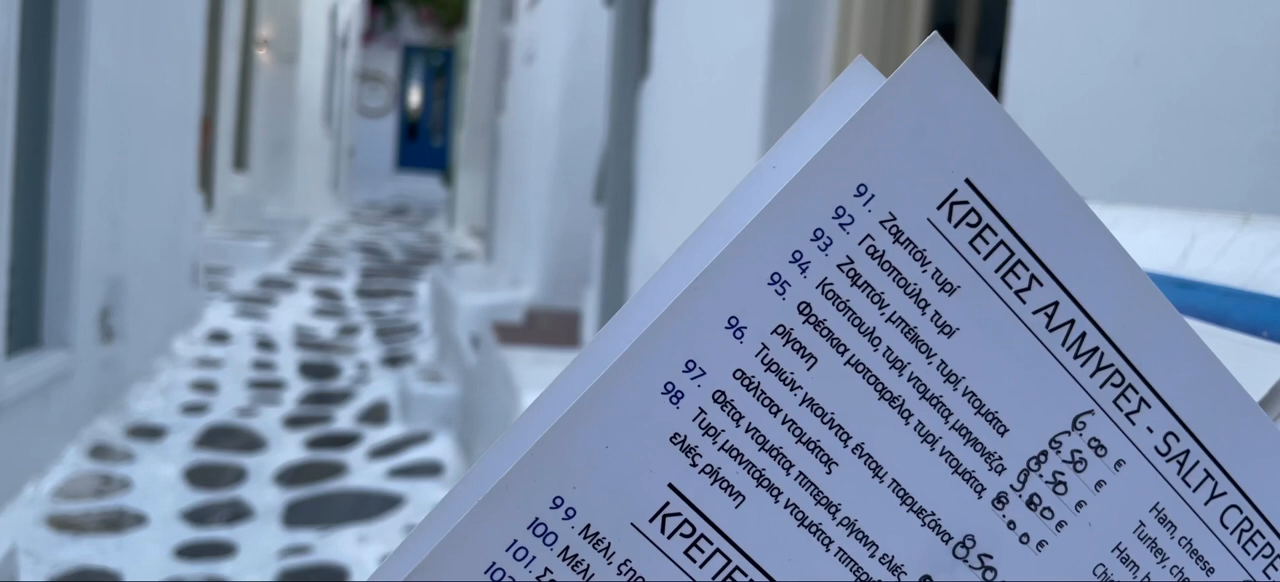 ΚΡΕΠΕΣ ΑΛΜΥΡΕΣ - SALTY CREPE
91. Ζαμπόν, τυρί 6.00 €
92. Γαλοπούλα, τυρί 6.50 €
93. Ζαμπόν, μπέικον, τυρί, ντομάτα 8.50 €
94. Κοτόπουλο, τυρί, ντομάτα, μαγιονέζα 9.80 €
95. Φρέσκια μοτσαρέλα, τυρί, ντομάτα, 8.00 €
ρίγανη
96. Τυριών, γκούντα, ένταμ, παρμεζάνα 8.50
σάλτσα ντομάτας
97. Φέτα, ντομάτα, πιπεριά, ρίγανη, ελιές
98. Τυρί, μανιτάρια, ντομάτα,
ελιές, ρίγανη
Ham, cheese
Turkey, che
Ham, b
ΚΡΕΠΕΣ
99. Μέλι, ξηρο
100. Μέλι
101.